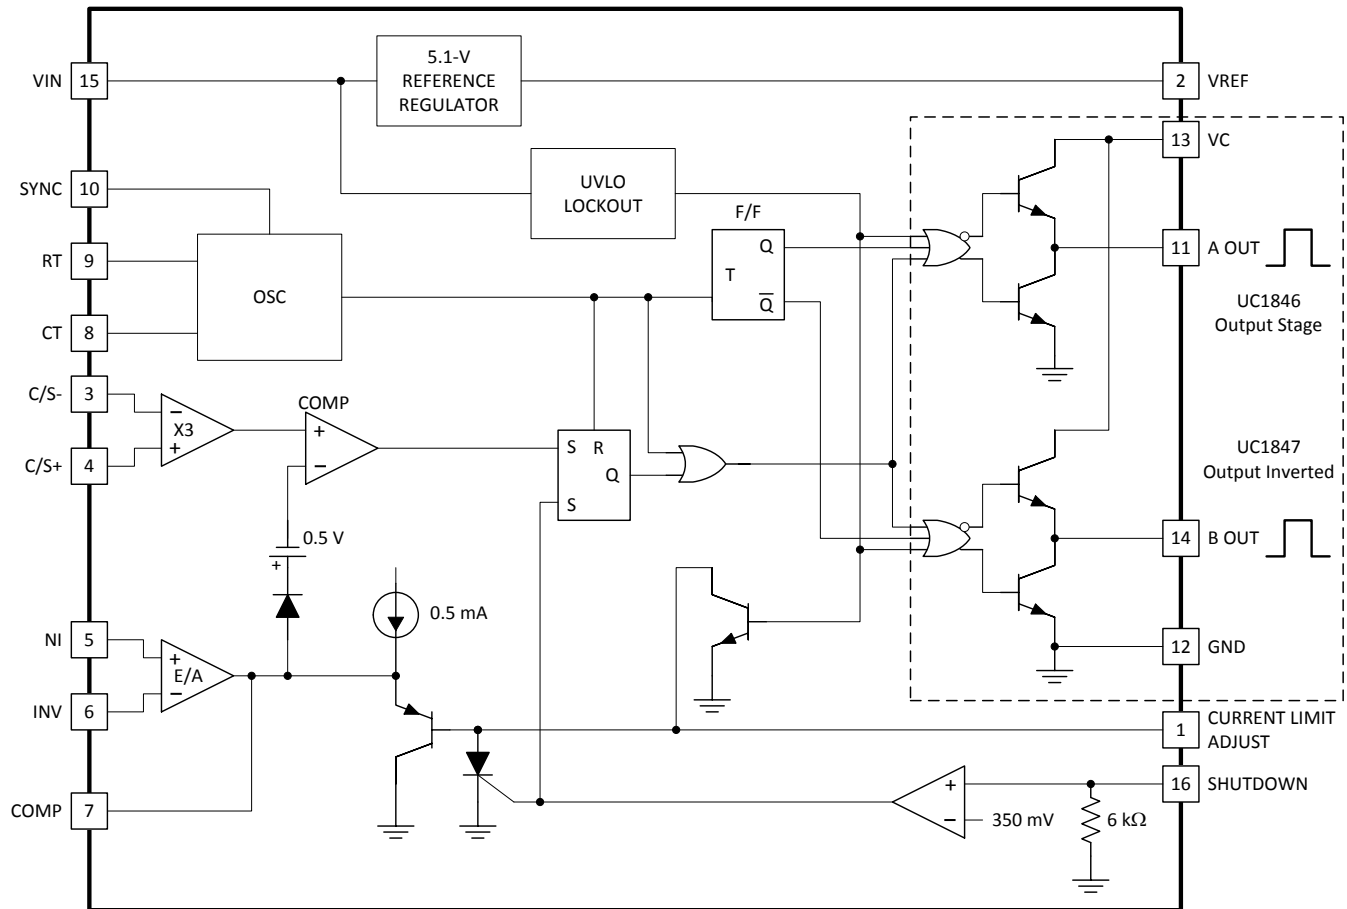 5.1-V
REFERENCE
REGULATOR
VIN 15
2 VREF
13 VC
SYNC 10
UVLO
LOCKOUT
F/F
Q
T
Q̅
11 A OUT
RT 9
OSC
CT 8
UC1846
Output Stage
C/S- 3
C/S+ 4
−
X3
+
COMP
+
−
S R
Q
S
UC1847
Output Inverted
0.5 V
+
14 B OUT
0.5 mA
NI 5
INV 6
+
E/A
−
12 GND
1 CURRENT LIMIT
ADJUST
COMP 7
16 SHUTDOWN
+
−
350 mV
6 kΩ